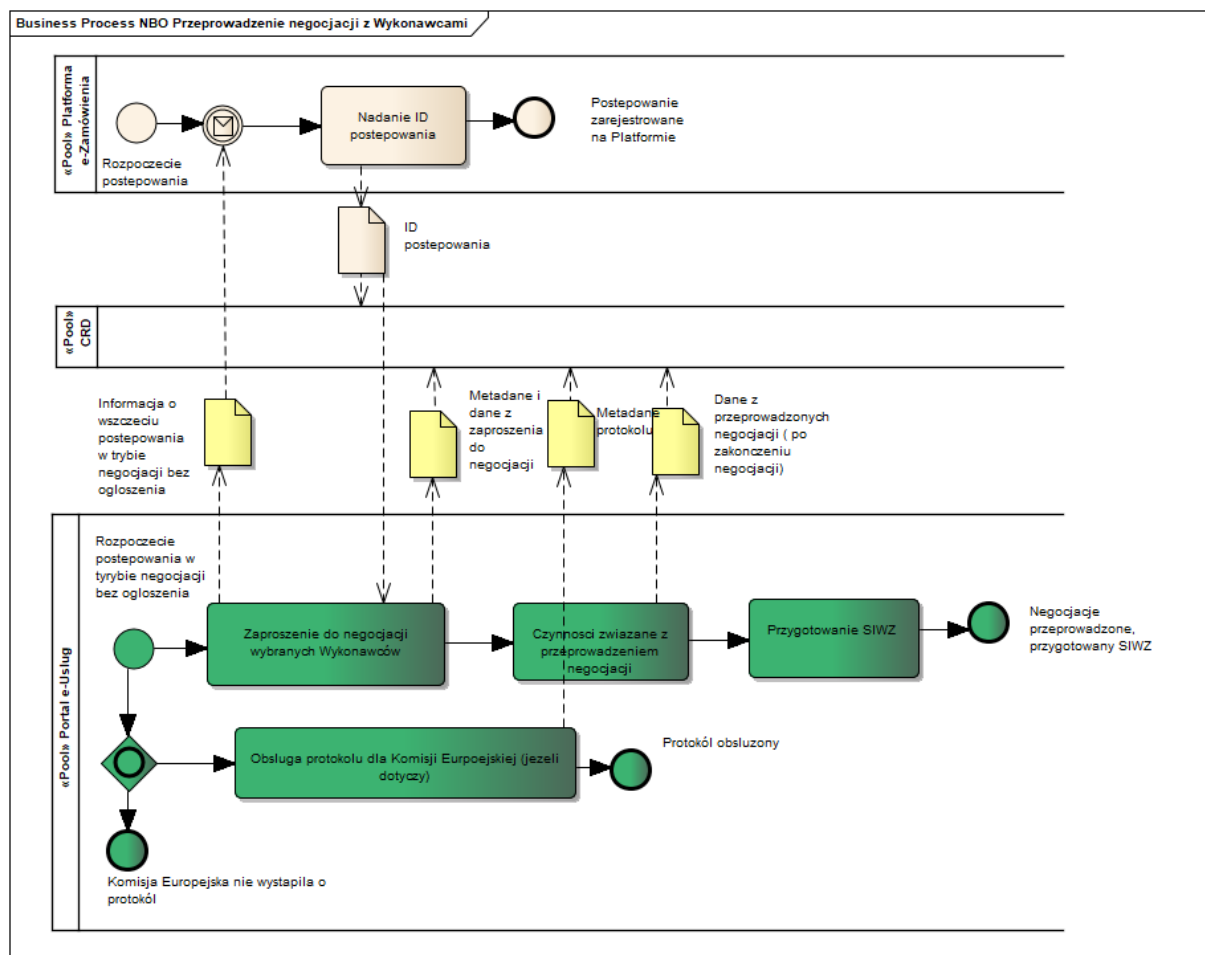 Business Process NBO Przeprowadzenie negocjacji z Wykonawcami
«Pool» Platforma
e-Zamówienia
Rozpoczecie
postepowania
Nadanie ID
postepowania
Postepowanie
zarejestrowane
na Platformie
ID
postepowania
«Pool»
CRD
Informacja o
wszczeciu
postepowania
w trybie
negocjacji bez
ogloszenia
Metadane i
dane z
zaproszenia
do
negocjacji
Metadane
protokolu
Dane z
przeprowadzonych
negocjacji ( po
zakonczeniu
negocjacji)
«Pool» Portal e-Uslug
Rozpoczecie
postepowania w
tyrybie negocjacji
bez ogloszenia
Zaproszenie do negocjacji
wybranych Wykonawców
Czynnosci zwiazane z
przeprowadzeniem
negocjacji
Przygotowanie SIWZ
Negocjacje
przeprowadzone,
przygotowany SIWZ
Obsluga protokolu dla Komisji Eurpoejskiej (jezeli
dotyczy)
Protokól obsluzony
Komisja Europejska nie wystapila o
protokól